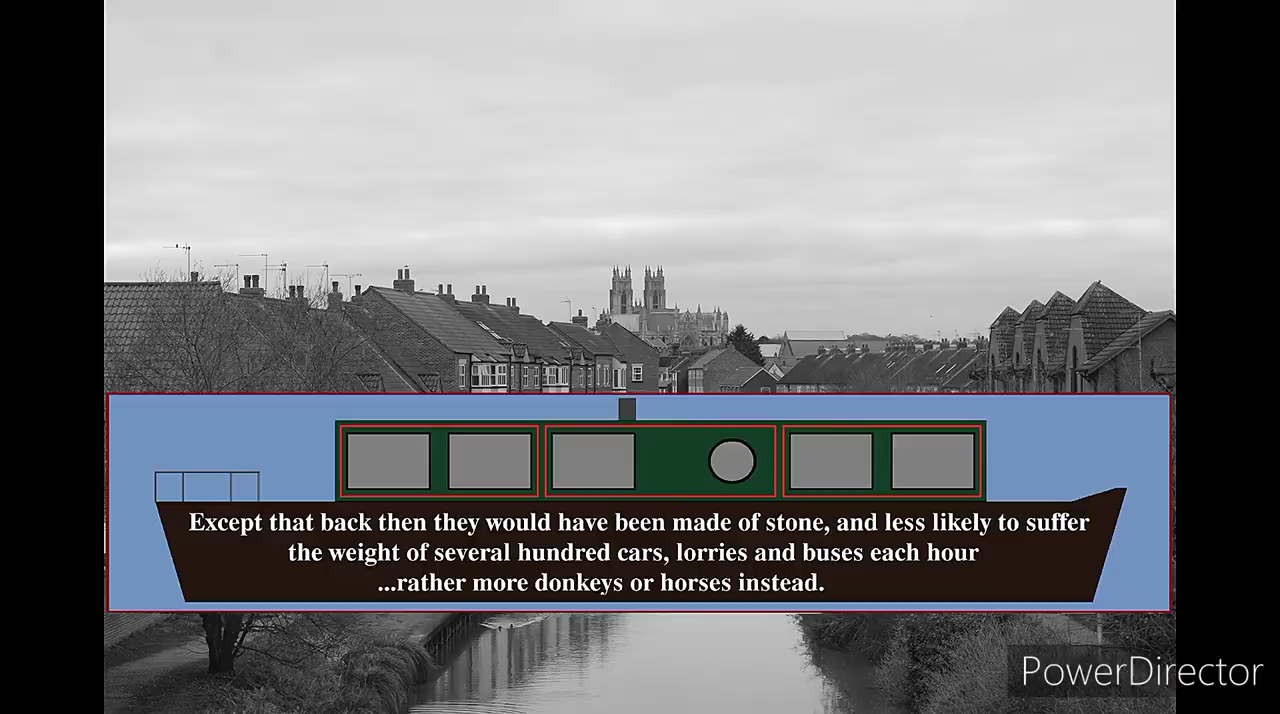 Except that back then they would have been made of stone, and less likely to suffer
the weight of several hundred cars, lorries and buses each hour
...rather more donkeys or horses instead.
PowerDirector